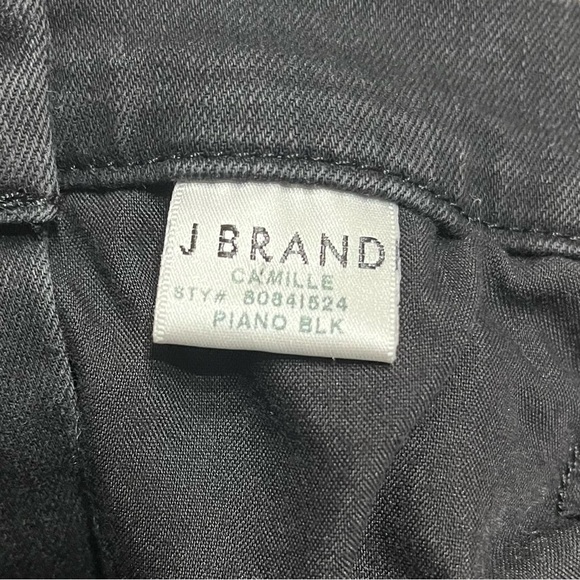 J BRAND
CAMILLE
STY# 80841524
PIANO BLK